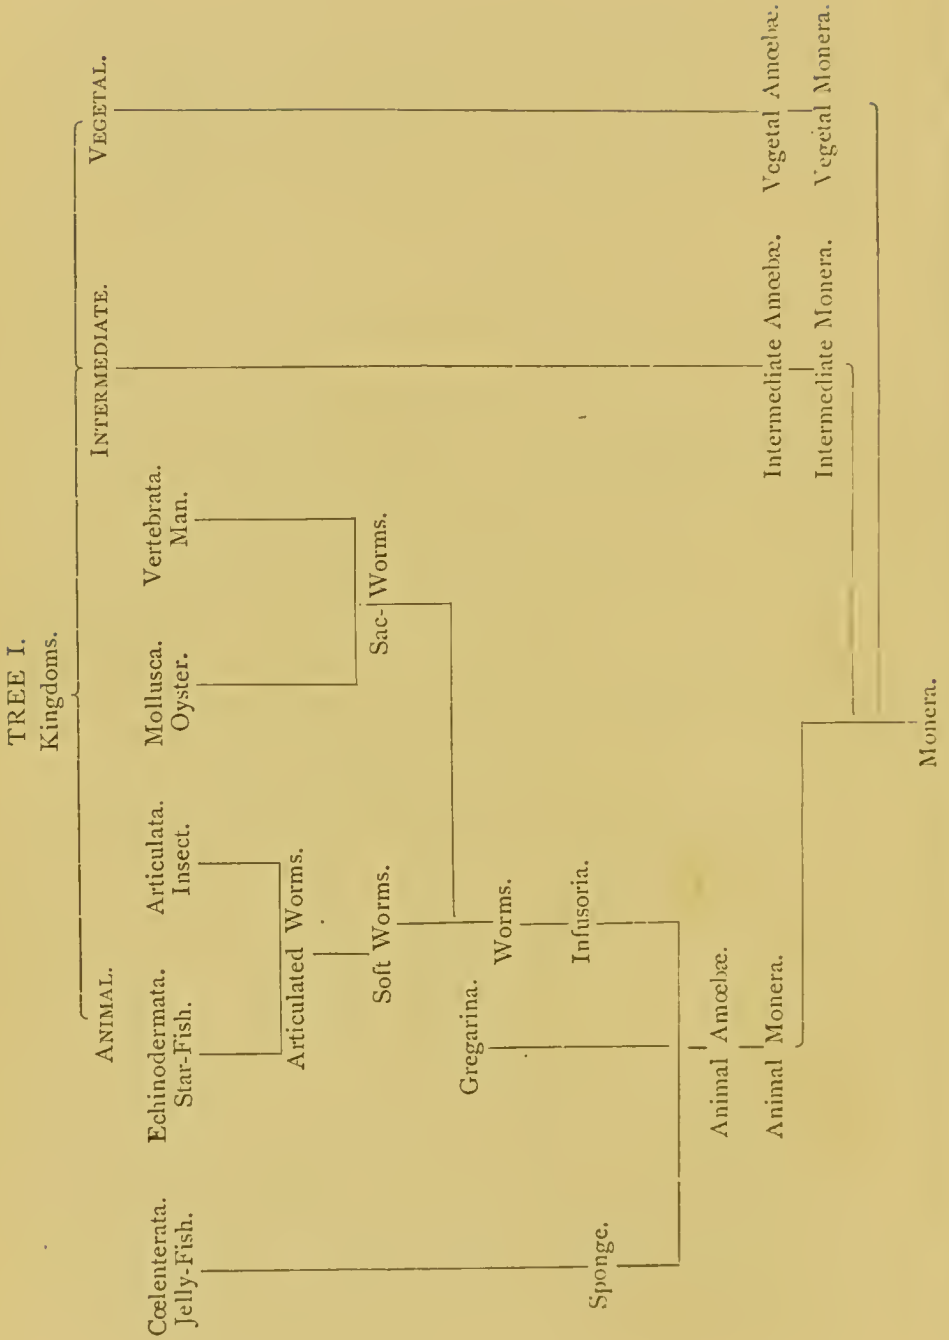 TREE I.
Kingdoms.
ANIMAL.
INTERMEDIATE.
VEGETAL.
Cœlenterata.
Jelly-Fish.
Echinodermata.
Star-Fish.
Articulata.
Insect.
Mollusca.
Oyster.
Vertebrata.
Man.
Articulated Worms.
Sac-Worms.
Soft Worms.
Gregarina.
Worms.
Infusoria.
Sponge.
Animal Amœbæ.
Animal Monera.
Intermediate Amœbæ.
Intermediate Monera.
Vegetal Amœbæ.
Vegetal Monera.
Monera.